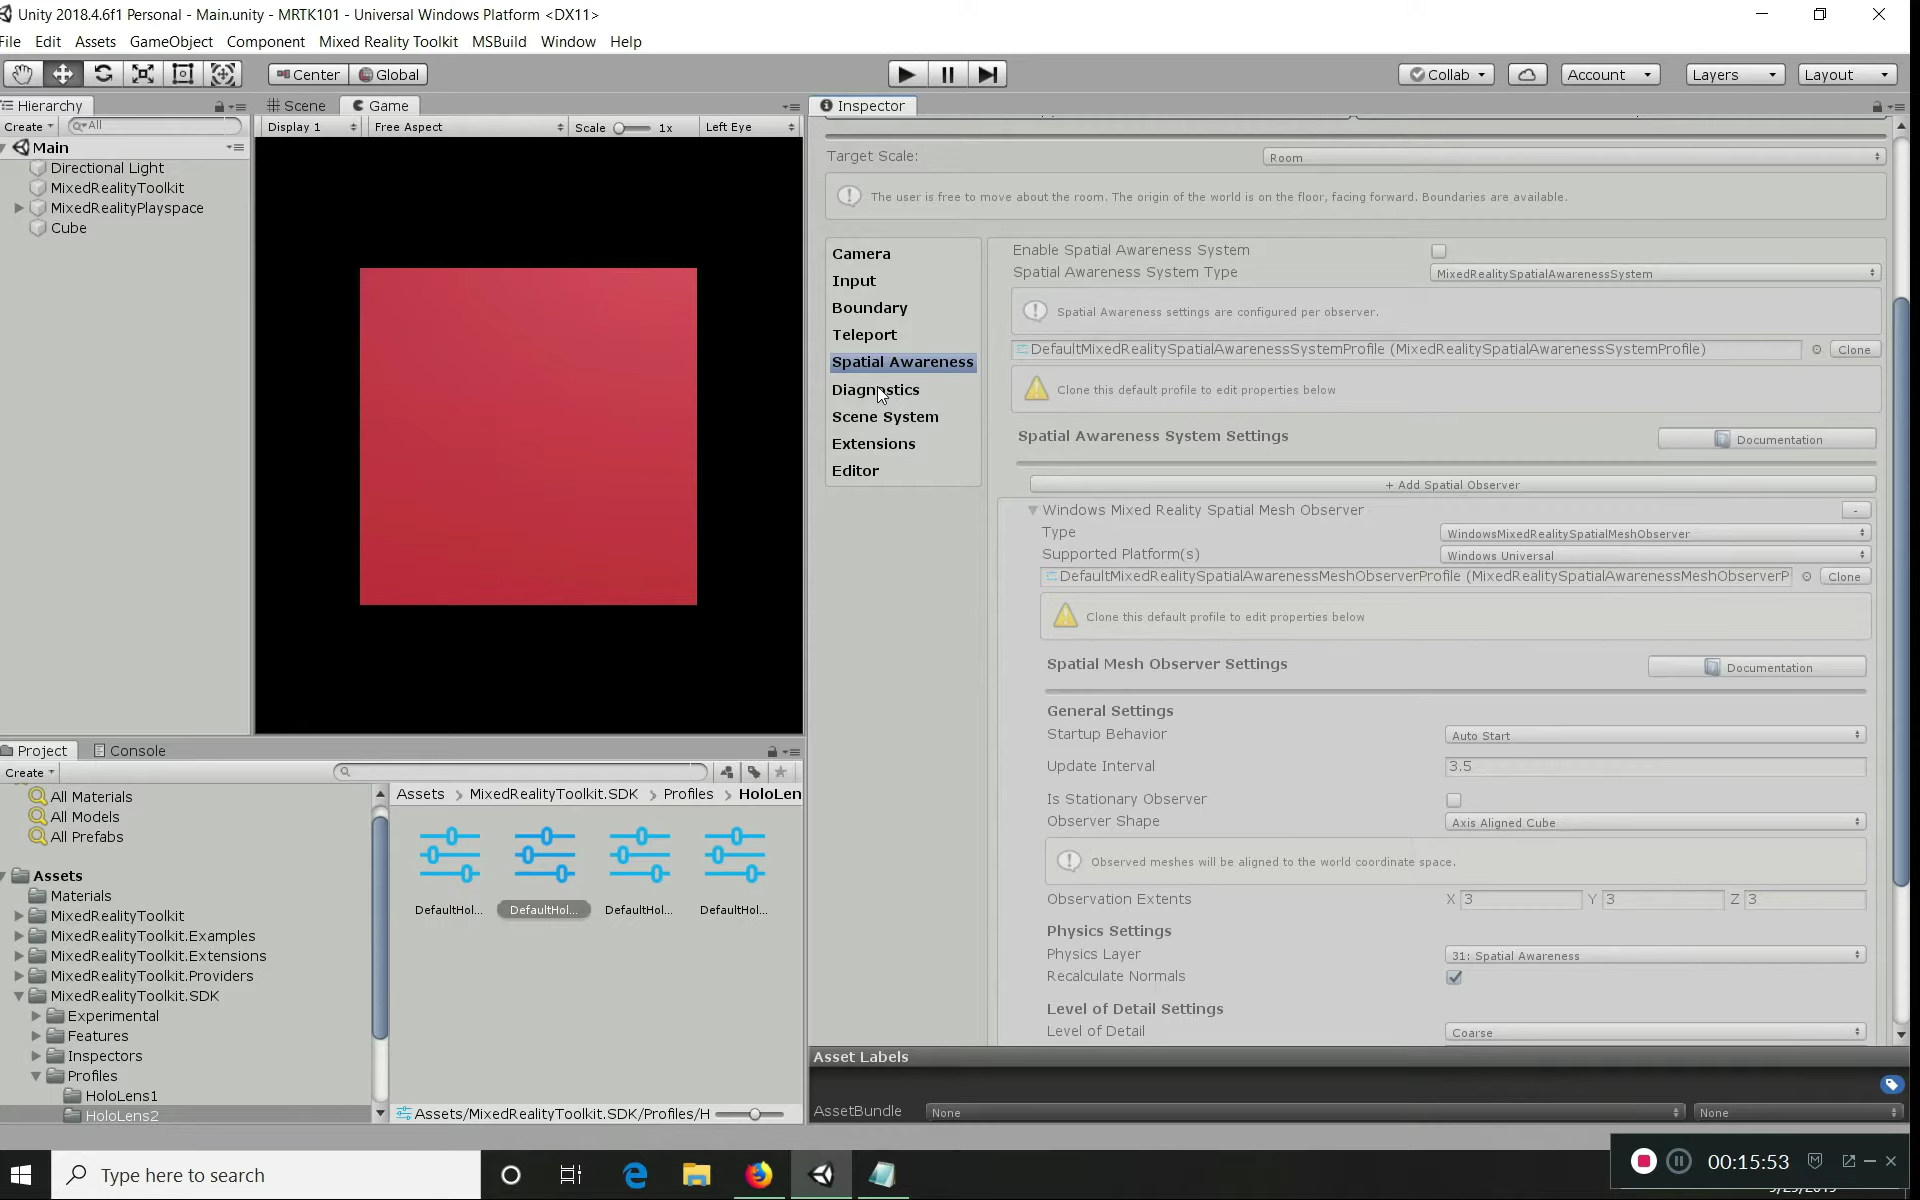 Unity 2018.4.6f1 Personal - Main.unity - MRTK101 - Universal Windows Platform <DX11>
File Edit Assets GameObject Component Mixed Reality Toolkit MSBuild Window Help
Center Global Collab Account Layers Layout
Hierarchy
Create All
Main
Directional Light
MixedRealityToolkit
MixedRealityPlayspace
Cube
Scene Game
Display 1 Free Aspect Scale 1x Left Eye
Inspector
Target Scale: Room
The user is free to move about the room. The origin of the world is on the floor, facing forward. Boundaries are available.
Camera
Input
Boundary
Teleport
Spatial Awareness
Diagnostics
Scene System
Extensions
Editor
Enable Spatial Awareness System
Spatial Awareness System Type MixedRealitySpatialAwarenessSystem
Spatial Awareness settings are configured per observer.
DefaultMixedRealitySpatialAwarenessSystemProfile (MixedRealitySpatialAwarenessSystemProfile) Clone
Clone this default profile to edit properties below
Spatial Awareness System Settings Documentation
+ Add Spatial Observer
Windows Mixed Reality Spatial Mesh Observer -
Type WindowsMixedRealitySpatialMeshObserver
Supported Platform(s) Windows Universal
DefaultMixedRealitySpatialAwarenessMeshObserverProfile (MixedRealitySpatialAwarenessMeshObserverP Clone
Clone this default profile to edit properties below
Spatial Mesh Observer Settings Documentation
General Settings
Startup Behavior Auto Start
Update Interval 3.5
Is Stationary Observer
Observer Shape Axis Aligned Cube
Observed meshes will be aligned to the world coordinate space.
Observation Extents X 3 Y 3 Z 3
Physics Settings
Physics Layer 31: Spatial Awareness
Recalculate Normals
Level of Detail Settings
Level of Detail Coarse
Asset Labels
AssetBundle None None
Project Console
Create
All Materials
All Models
All Prefabs
Assets
Materials
MixedRealityToolkit
MixedRealityToolkit.Examples
MixedRealityToolkit.Extensions
MixedRealityToolkit.Providers
MixedRealityToolkit.SDK
Experimental
Features
Inspectors
Profiles
HoloLens1
HoloLens2
Assets > MixedRealityToolkit.SDK > Profiles > HoloLen
DefaultHol... DefaultHol... DefaultHol... DefaultHol...
Assets/MixedRealityToolkit.SDK/Profiles/H
Type here to search
00:15:53